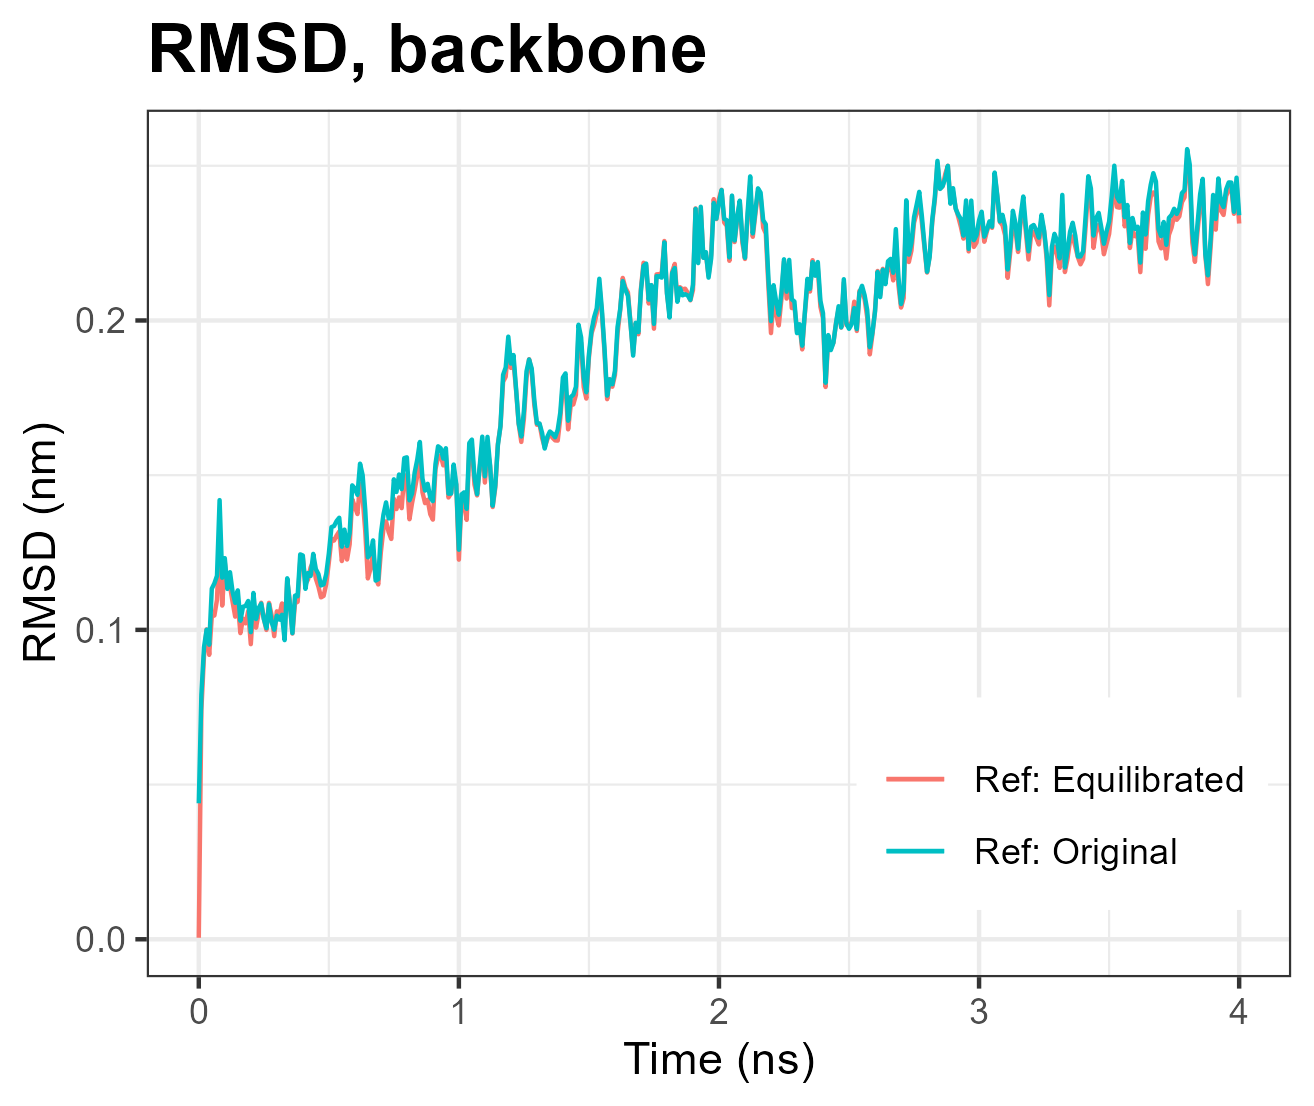 RMSD, backbone
RMSD (nm)
0.2
0.1
0.0
Ref: Equilibrated
Ref: Original
0 1 2 3 4
Time (ns)